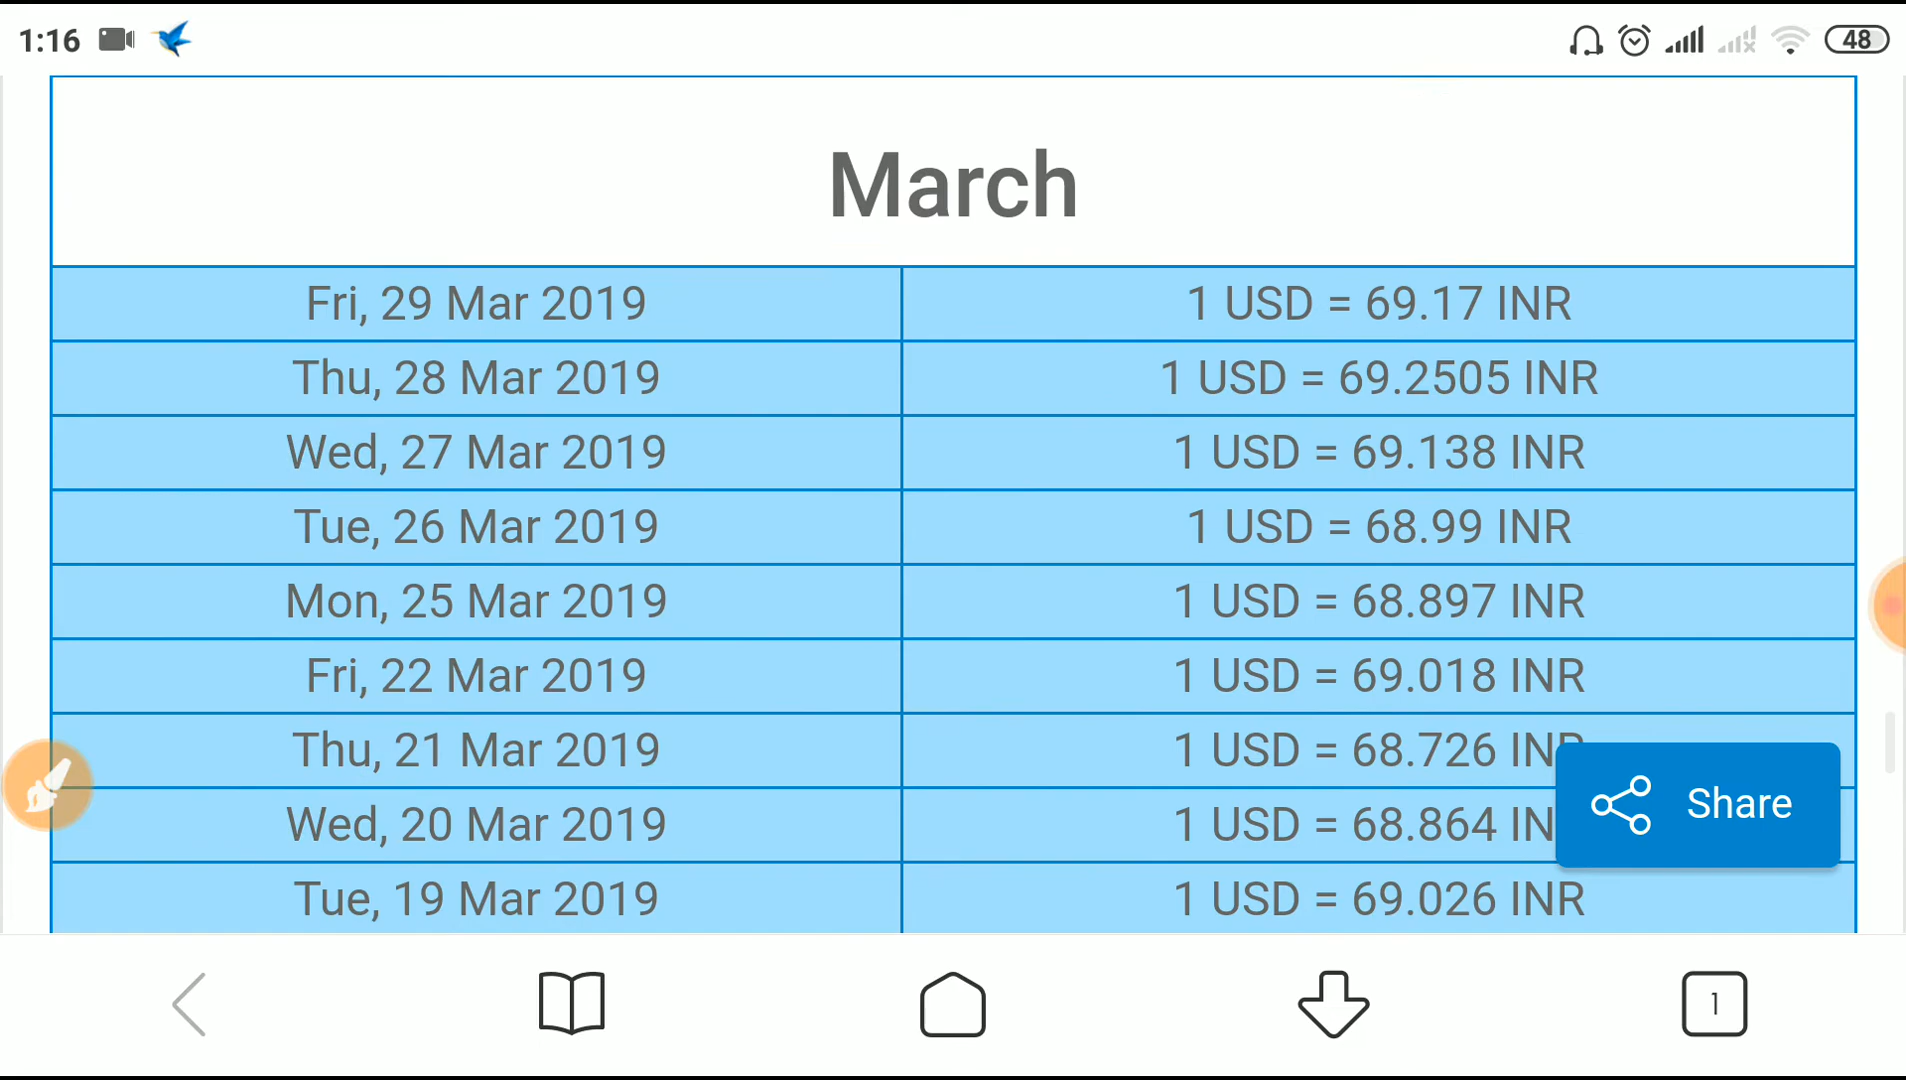 1:16
48
March
Fri, 29 Mar 2019 1 USD = 69.17 INR
Thu, 28 Mar 2019 1 USD = 69.2505 INR
Wed, 27 Mar 2019 1 USD = 69.138 INR
Tue, 26 Mar 2019 1 USD = 68.99 INR
Mon, 25 Mar 2019 1 USD = 68.897 INR
Fri, 22 Mar 2019 1 USD = 69.018 INR
Thu, 21 Mar 2019 1 USD = 68.726 INR
Wed, 20 Mar 2019 1 USD = 68.864 IN
Share
Tue, 19 Mar 2019 1 USD = 69.026 INR
1